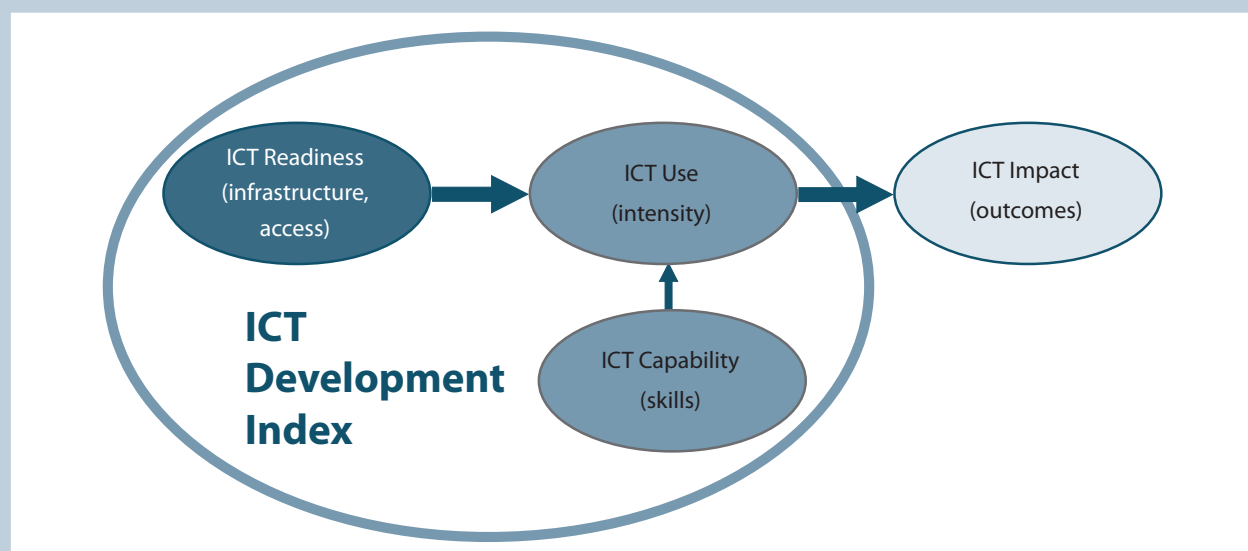 ICT Readiness
(infrastructure,
access)
ICT Use
(intensity)
ICT Impact
(outcomes)
ICT
Development
Index
ICT Capability
(skills)